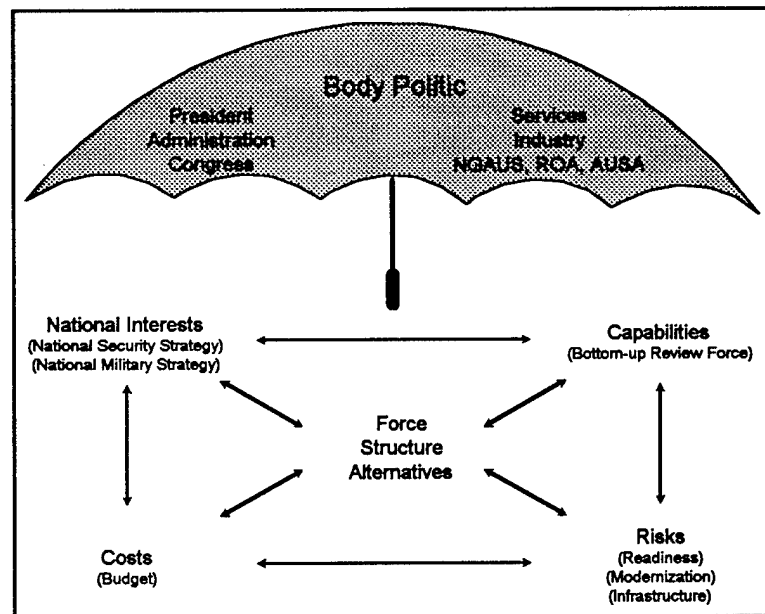 Body Politic
President
Administration
Congress
Services
Industry
NGAUS, ROA, AUSA
National Interests
(National Security Strategy)
(National Military Strategy)
Capabilities
(Bottom-up Review Force)
Force
Structure
Alternatives
Costs
(Budget)
Risks
(Readiness)
(Modernization)
(Infrastructure)